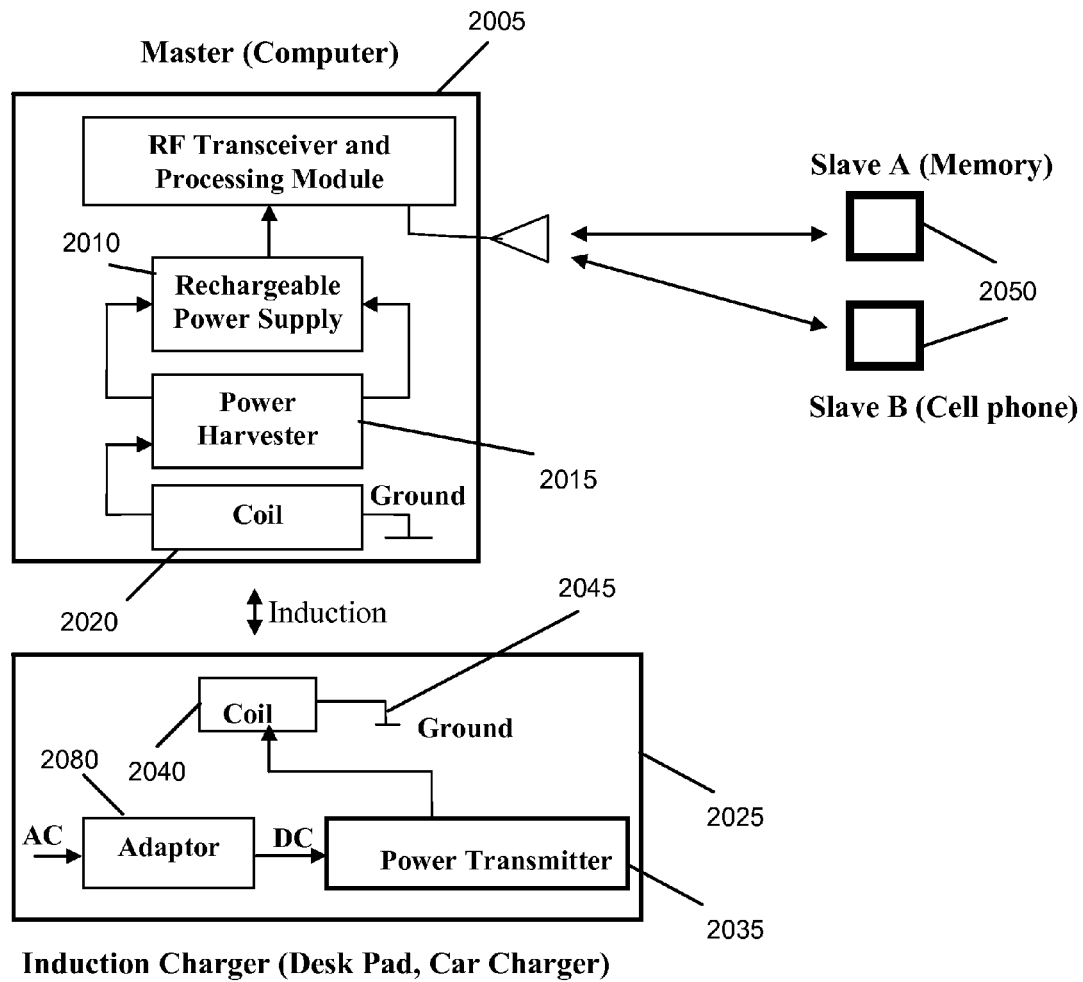 2005
Master (Computer)
RF Transceiver and
Processing Module
Slave A (Memory)
2010
Rechargeable
Power Supply
2050
Power
Harvester
Slave B (Cell phone)
2015
Ground
Coil
2020
Induction
2045
Coil
Ground
2040
2080
2025
AC
Adaptor
DC
Power Transmitter
2035
Induction Charger (Desk Pad, Car Charger)